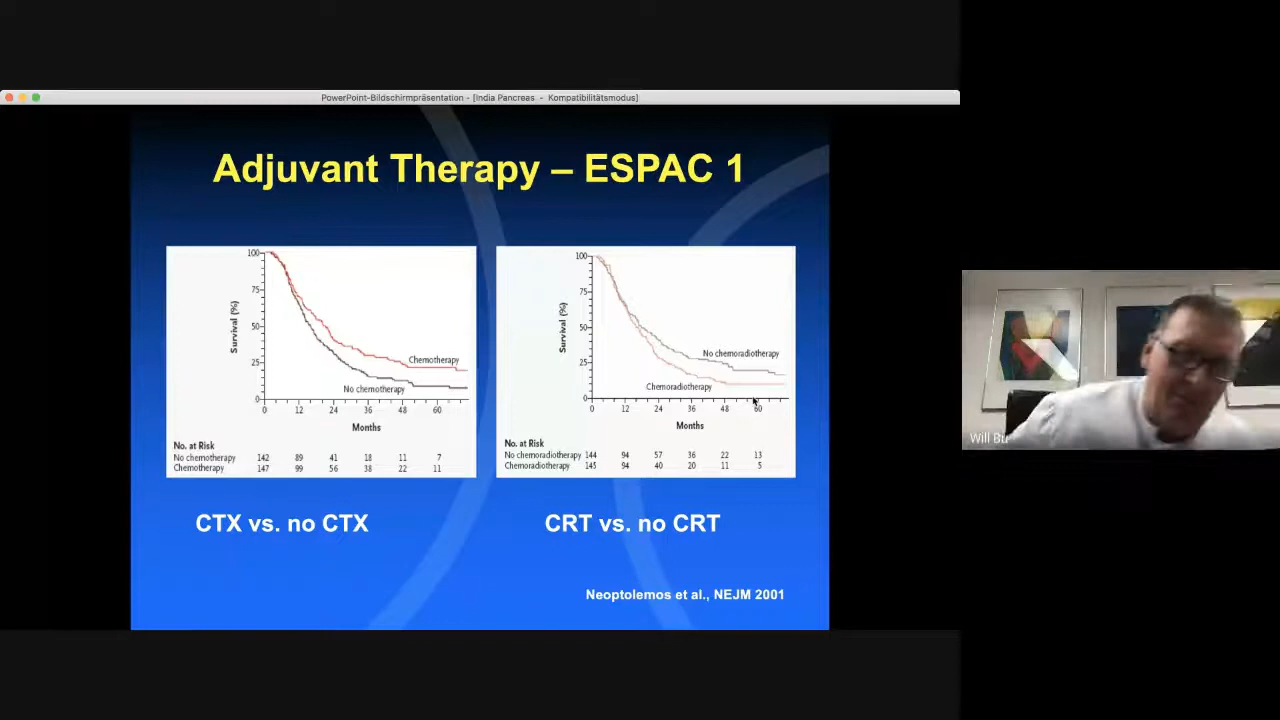 PowerPoint-Bildschirmpräsentation - [India Pancreas - Kompatibilitätsmodus]
Adjuvant Therapy – ESPAC 1
100
75
50
25
0
Survival (%)
Chemotherapy
No chemotherapy
0 12 24 36 48 60
Months
No. at Risk
No chemotherapy 142 89 41 18 11 7
Chemotherapy 147 99 56 38 22 11
100
75
50
25
0
Survival (%)
No chemoradiotherapy
Chemoradiotherapy
0 12 24 36 48 60
Months
No. at Risk
No chemoradiotherapy 144 94 57 36 22 13
Chemoradiotherapy 145 94 40 20 11 5
CTX vs. no CTX
CRT vs. no CRT
Neoptolemos et al., NEJM 2001
Will Bu